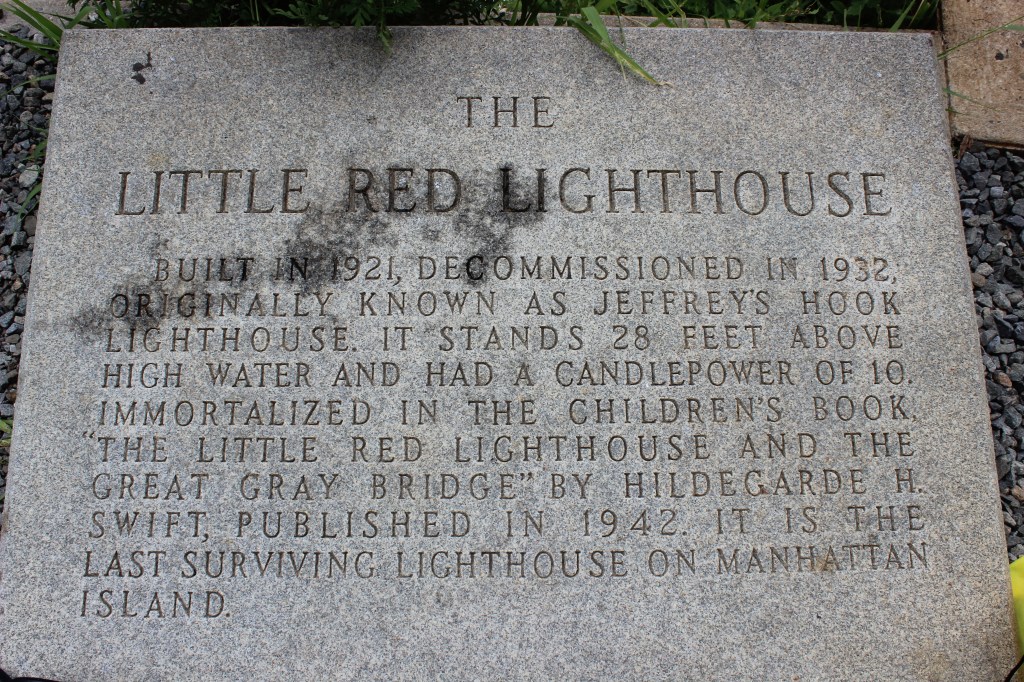 THE
LITTLE RED LIGHTHOUSE
BUILT IN 1921, DECOMMISSIONED IN 1932,
ORIGINALLY KNOWN AS JEFFREY'S HOOK
LIGHTHOUSE. IT STANDS 28 FEET ABOVE
HIGH WATER AND HAD A CANDLEPOWER OF 10.
IMMORTALIZED IN THE CHILDREN'S BOOK,
"THE LITTLE RED LIGHTHOUSE AND THE
GREAT GRAY BRIDGE" BY HILDEGARDE H.
SWIFT, PUBLISHED IN 1942. IT IS THE
LAST SURVIVING LIGHTHOUSE ON MANHATTAN
ISLAND.